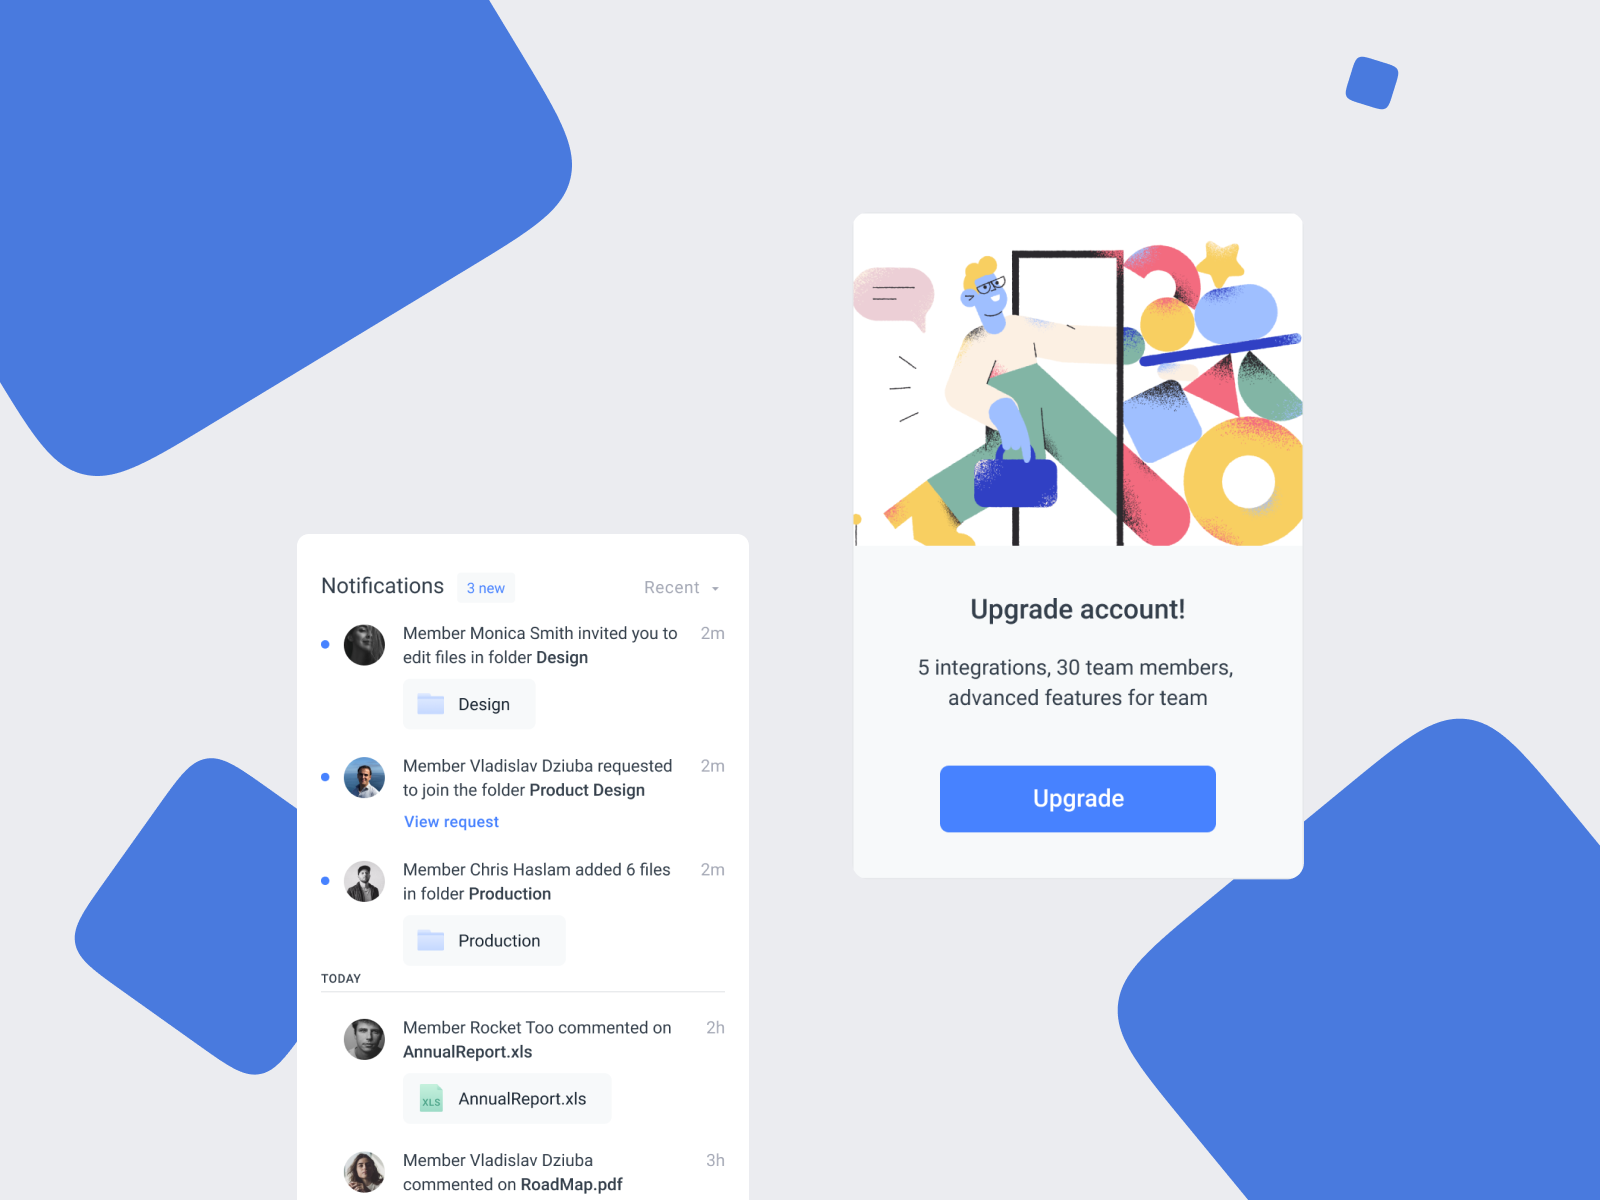 Notifications
3 new
Recent
Member Monica Smith invited you to
2m
edit files in folder Design
Design
Member Vladislav Dziuba requested
2m
to join the folder Product Design
View request
Member Chris Haslam added 6 files
2m
in folder Production
Production
TODAY
Member Rocket Too commented on
2h
AnnualReport.xls
XLS
AnnualReport.xls
Member Vladislav Dziuba
3h
commented on RoadMap.pdf
Upgrade account!
5 integrations, 30 team members,
advanced features for team
Upgrade